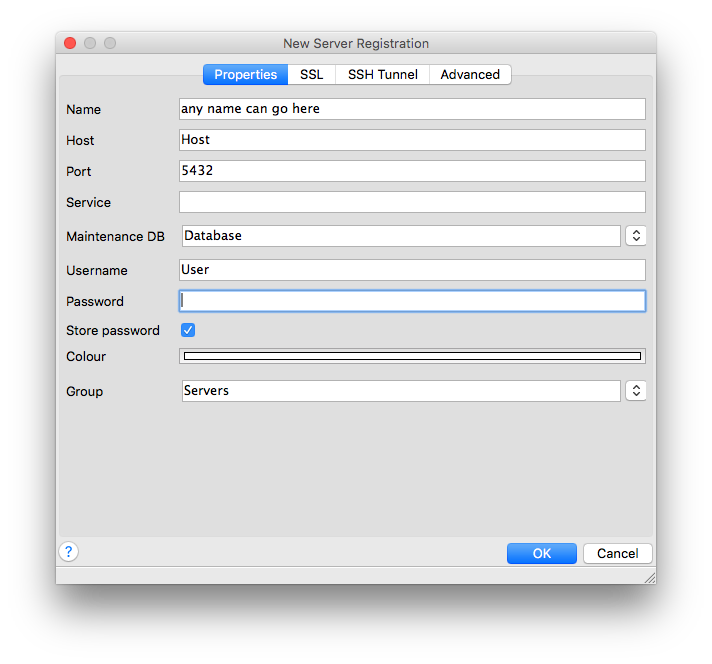 New Server Registration
Properties SSL SSH Tunnel Advanced
Name any name can go here
Host Host
Port 5432
Service
Maintenance DB Database
Username User
Password
Store password
Colour
Group Servers
? OK Cancel